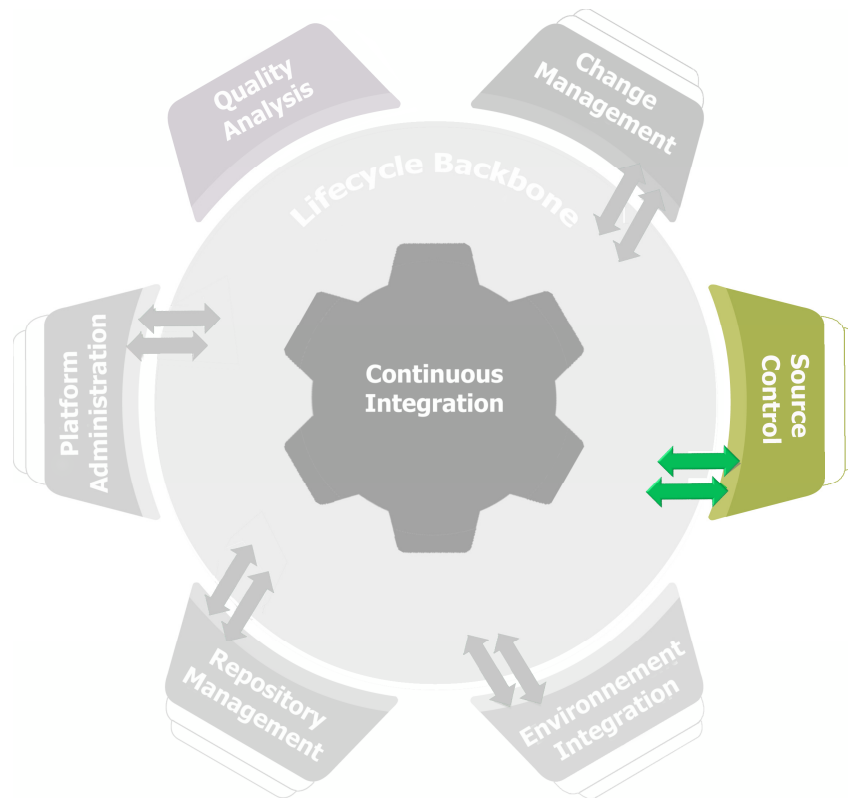 Quality
Analysis
Change
Management
Lifecycle Backbone
Platform
Administration
Continuous
Integration
Source
Control
Repository
Management
Environnement
Integration